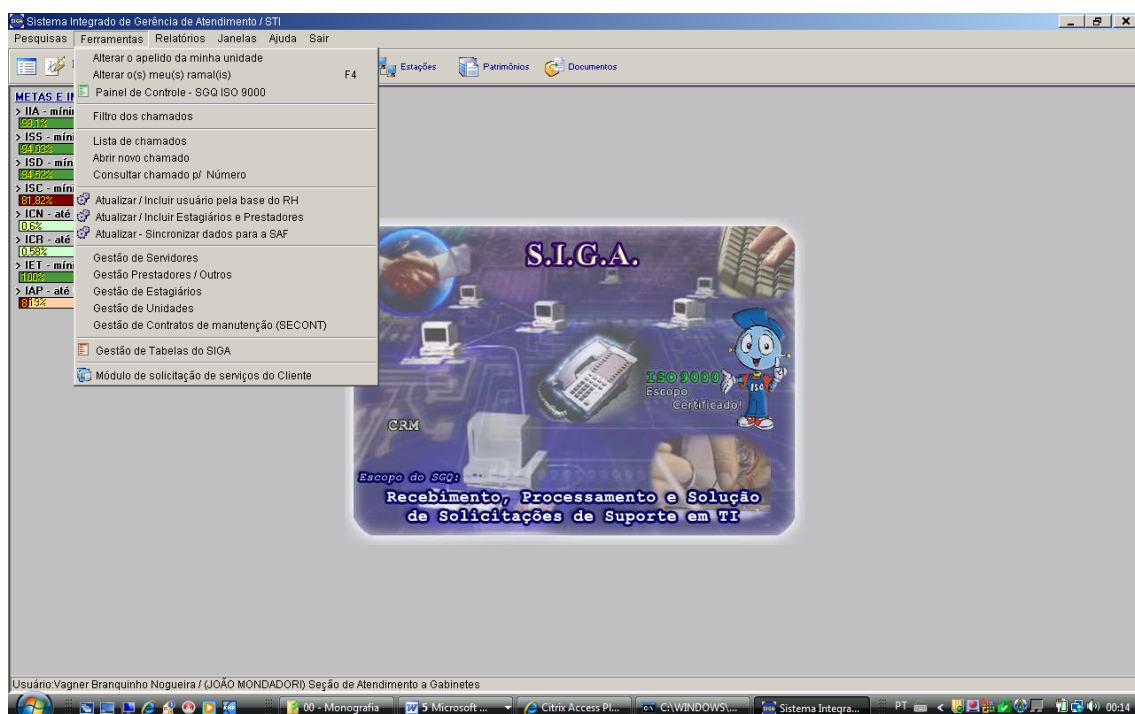 Sistema Integrado de Gerência de Atendimento / STI
Pesquisas Ferramentas Relatórios Janelas Ajuda Sair
Estações Patrimônios Documentos
Alterar o apelido da minha unidade
Alterar o(s) meu(s) ramal(is) F4
Painel de Controle - SGQ ISO 9000
Filtro dos chamados
Lista de chamados
Abrir novo chamado
Consultar chamado p/ Número
Atualizar / Incluir usuário pela base do RH
Atualizar / Incluir Estagiários e Prestadores
Atualizar - Sincronizar dados para a SAF
Gestão de Servidores
Gestão Prestadores / Outros
Gestão de Estagiários
Gestão de Unidades
Gestão de Contratos de manutenção (SECONT)
Gestão de Tabelas do SIGA
Módulo de solicitação de serviços do Cliente
METAS E
> IIA -
> ISS -
94,03%
> ISD -
94,52%
> ISC -
81,82%
> ICN - até
0,6%
> ICR - até
0,58%
> IET -
100%
> IAP - até
S.I.G.A.
ISO 9000
Escopo
Certificado!
ISO
CRM
Escopo do SGQ:
Recebimento, Processamento e Solução
de Solicitações de Suporte em TI
Usuário:Vagner Branquinho Nogueira / (JOÃO MONDADORI) Seção de Atendimento a Gabinetes
00 - Monografia 5 Microsoft ... Citrix Access Pl... C:\WINDOWS\... Sistema Integra... PT 00:14